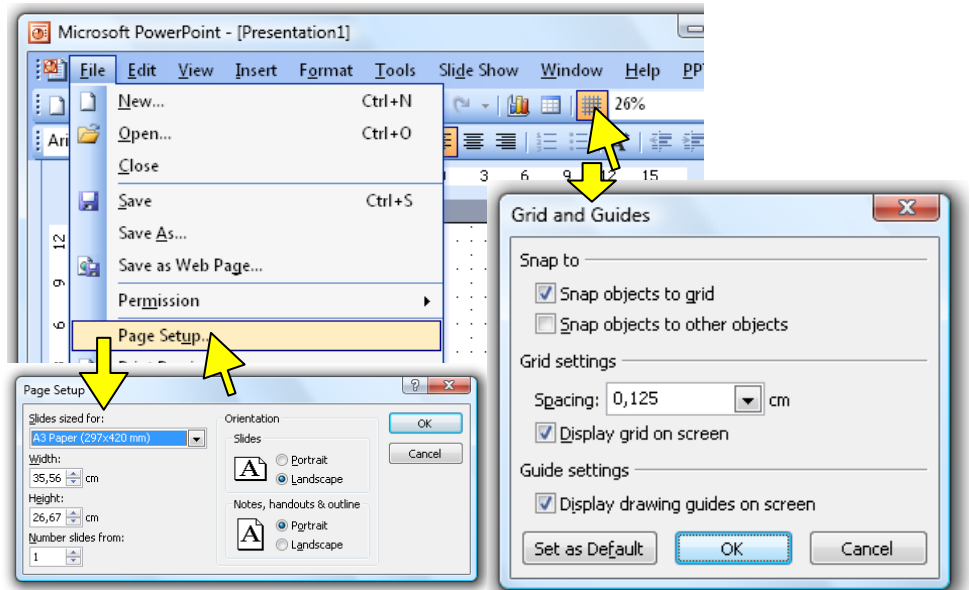 Microsoft PowerPoint - [Presentation1]
File Edit View Insert Format Tools Slide Show Window Help
26%
New... Ctrl+N
Open... Ctrl+O
Ari
Close
3 6 9 12 15
Save Ctrl+S
Save As...
12
Save as Web Page...
9
Permission
6
Page Setup...
Grid and Guides
Snap to
Snap objects to grid
Snap objects to other objects
Grid settings
Spacing: 0,125 cm
Display grid on screen
Guide settings
Display drawing guides on screen
Set as Default OK Cancel
Page Setup
Slides sized for:
A3 Paper (297x420 mm)
Width:
35,56 cm
Height:
26,67 cm
Number slides from:
1
Orientation
Slides
A
Portrait
Landscape
Notes, handouts & outline
A
Portrait
Landscape
OK
Cancel